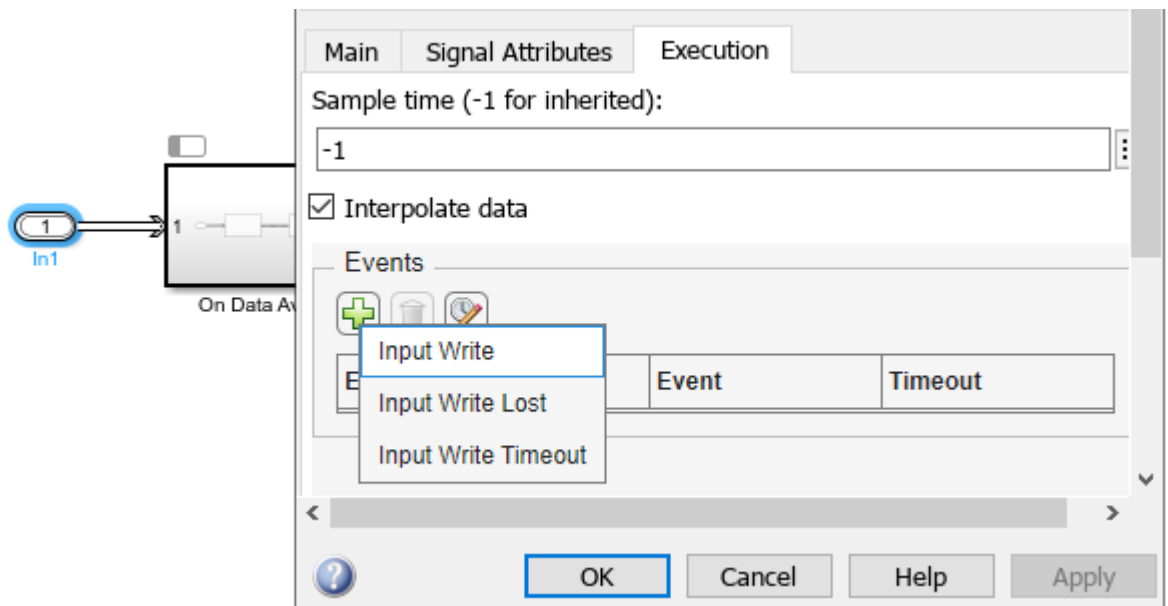 Main Signal Attributes Execution
Sample time (-1 for inherited):
-1
Interpolate data
1
In1
1
On Data Av
Events
Input Write
Input Write Lost
Input Write Timeout
E Event Timeout
OK Cancel Help Apply